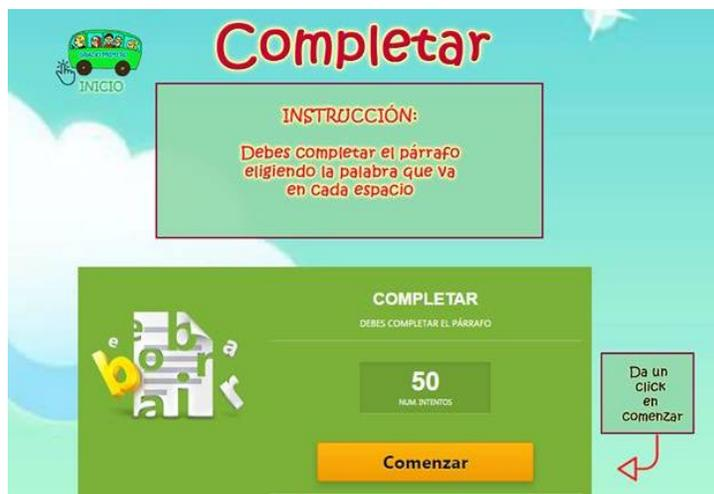 Completar
INICIO
INSTRUCCIÓN:
Debes completar el párrafo
eligiendo la palabra que va
en cada espacio
COMPLETAR
DEBES COMPLETAR EL PÁRRAFO
50
NUM. INTENTOS
Comenzar
Da un
click
en
comenzar